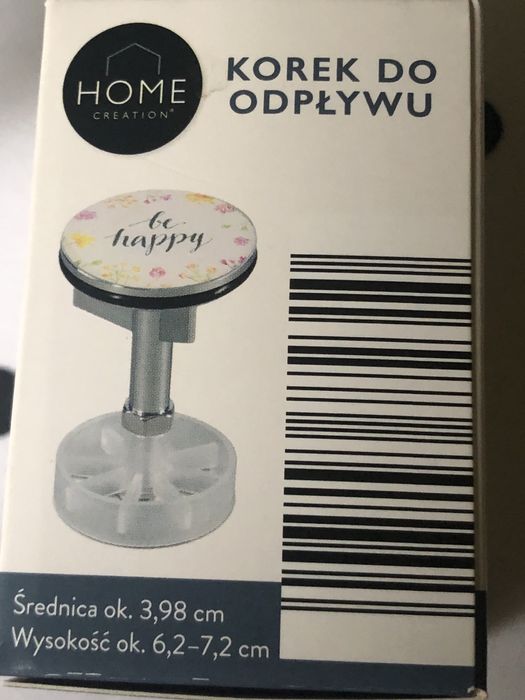 HOME
CREATION®
KOREK DO
ODPŁYWU
be
happy
Średnica ok. 3,98 cm
Wysokość ok. 6,2–7,2 cm